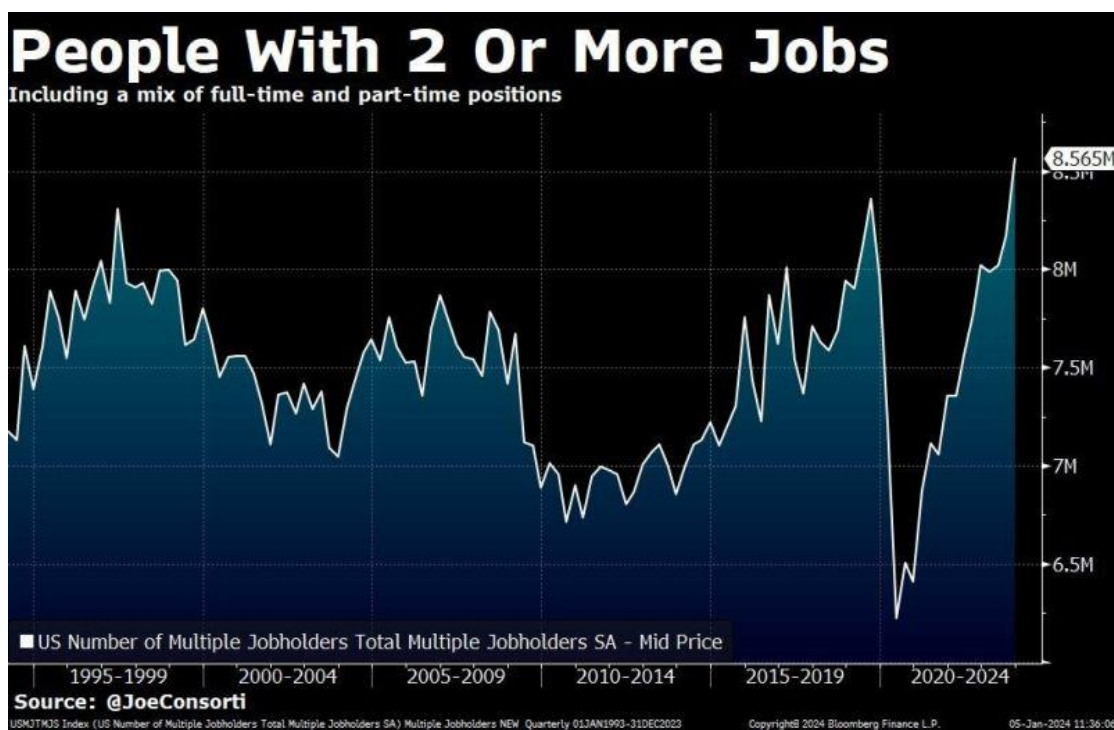 People With 2 Or More Jobs
Including a mix of full-time and part-time positions
8.565M
8.5M
8M
7.5M
7M
6.5M
US Number of Multiple Jobholders Total Multiple Jobholders SA - Mid Price
1995-1999 2000-2004 2005-2009 2010-2014 2015-2019 2020-2024
Source: @JoeConsorti
USMJTMJS Index (US Number of Multiple Jobholders Total Multiple Jobholders SA) Multiple Jobholders NEW Quarterly 01JAN1993-31DEC2023 Copyright© 2024 Bloomberg Finance L.P. 05-Jan-2024 11:36:06